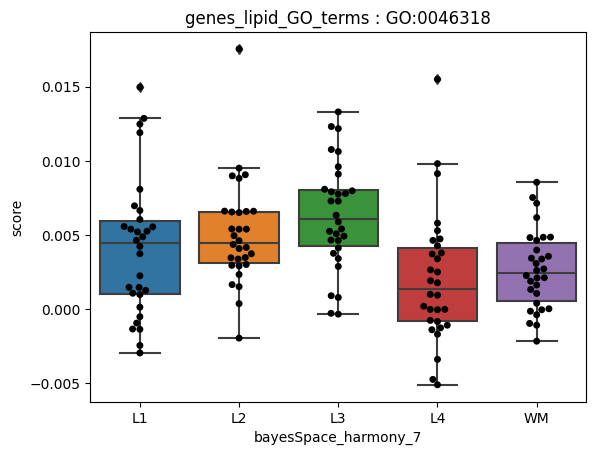 genes_lipid_GO_terms : GO:0046318
0.015
0.010
0.005
0.000
−0.005
score
L1 L2 L3 L4 WM
bayesSpace_harmony_7